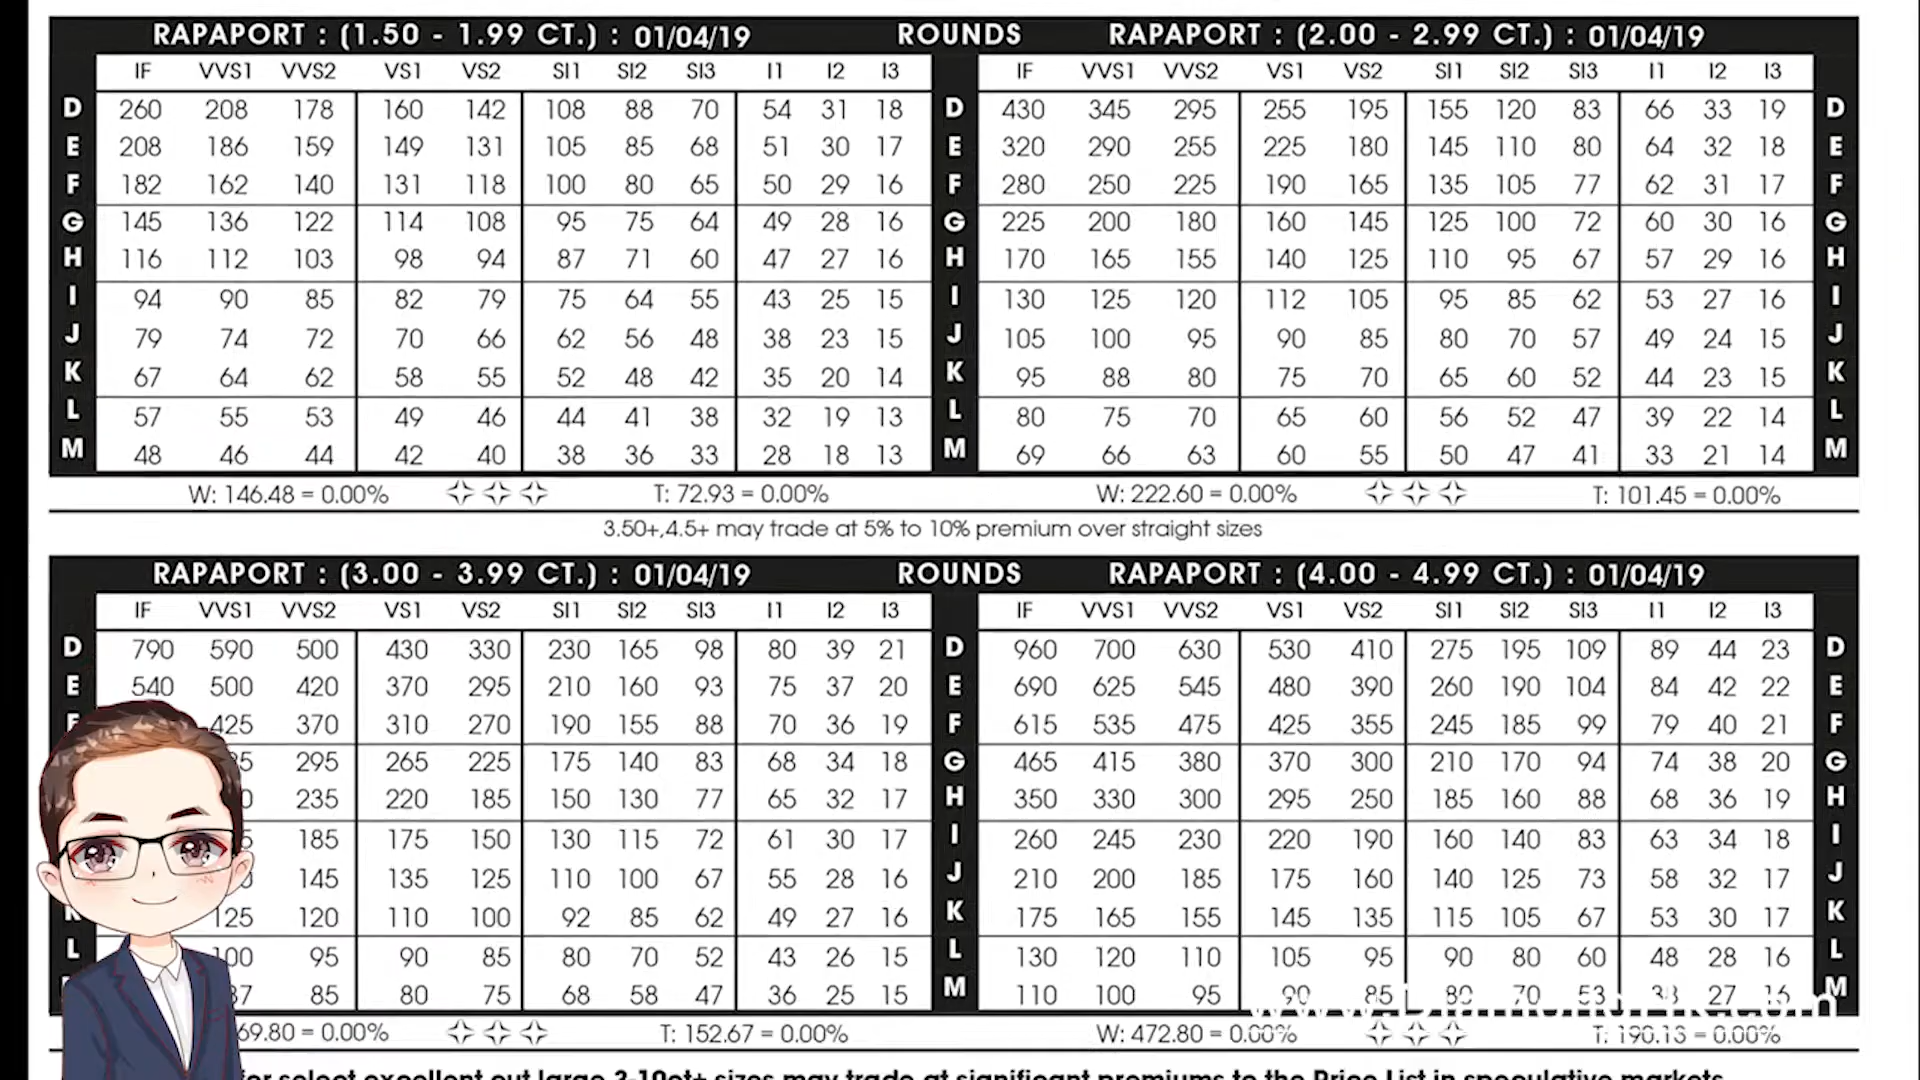 RAPAPORT : (1.50 - 1.99 CT.) : 01/04/19 ROUNDS RAPAPORT : (2.00 - 2.99 CT.) : 01/04/19
IF VVS1 VVS2 VS1 VS2 SI1 SI2 SI3 I1 I2 I3 IF VVS1 VVS2 VS1 VS2 SI1 SI2 SI3 I1 I2 I3
D 260 208 178 160 142 108 88 70 54 31 18 D 430 345 295 255 195 155 120 83 66 33 19 D
E 208 186 159 149 131 105 85 68 51 30 17 E 320 290 255 225 180 145 110 80 64 32 18 E
F 182 162 140 131 118 100 80 65 50 29 16 F 280 250 225 190 165 135 105 77 62 31 17 F
G 145 136 122 114 108 95 75 64 49 28 16 G 225 200 180 160 145 125 100 72 60 30 16 G
H 116 112 103 98 94 87 71 60 47 27 16 H 170 165 155 140 125 110 95 67 57 29 16 H
I 94 90 85 82 79 75 64 55 43 25 15 I 130 125 120 112 105 95 85 62 53 27 16 I
J 79 74 72 70 66 62 56 48 38 23 15 J 105 100 95 90 85 80 70 57 49 24 15 J
K 67 64 62 58 55 52 48 42 35 20 14 K 95 88 80 75 70 65 60 52 44 23 15 K
L 57 55 53 49 46 44 41 38 32 19 13 L 80 75 70 65 60 56 52 47 39 22 14 L
M 48 46 44 42 40 38 36 33 28 18 13 M 69 66 63 60 55 50 47 41 33 21 14 M
W: 146.48 = 0.00% T: 72.93 = 0.00% W: 222.60 = 0.00% T: 101.45 = 0.00%
3.50+,4.5+ may trade at 5% to 10% premium over straight sizes
RAPAPORT : (3.00 - 3.99 CT.) : 01/04/19 ROUNDS RAPAPORT : (4.00 - 4.99 CT.) : 01/04/19
IF VVS1 VVS2 VS1 VS2 SI1 SI2 SI3 I1 I2 I3 IF VVS1 VVS2 VS1 VS2 SI1 SI2 SI3 I1 I2 I3
D 790 590 500 430 330 230 165 98 80 39 21 D 960 700 630 530 410 275 195 109 89 44 23 D
E 540 500 420 370 295 210 160 93 75 37 20 E 690 625 545 480 390 260 190 104 84 42 22 E
425 370 310 270 190 155 88 70 36 19 F 615 535 475 425 355 245 185 99 79 40 21 F
295 265 225 175 140 83 68 34 18 G 465 415 380 370 300 210 170 94 74 38 20 G
235 220 185 150 130 77 65 32 17 H 350 330 300 295 250 185 160 88 68 36 19 H
185 175 150 130 115 72 61 30 17 I 260 245 230 220 190 160 140 83 63 34 18 I
145 135 125 110 100 67 55 28 16 J 210 200 185 175 160 140 125 73 58 32 17 J
125 120 110 100 92 85 62 49 27 16 K 175 165 155 145 135 115 105 67 53 30 17 K
L 95 90 85 80 70 52 43 26 15 L 130 120 110 105 95 90 80 60 48 28 16 L
85 80 75 68 58 47 36 25 15 M 110 100 95 90 85 80 70 53 27 M
69.80 = 0.00% T: 152.67 = 0.00% W: 472.80 = 0.00% T: 190.13 = 0.00%
for select excellent cut large 3-10ct+ sizes may trade at significant premiums to the Price List in speculative markets